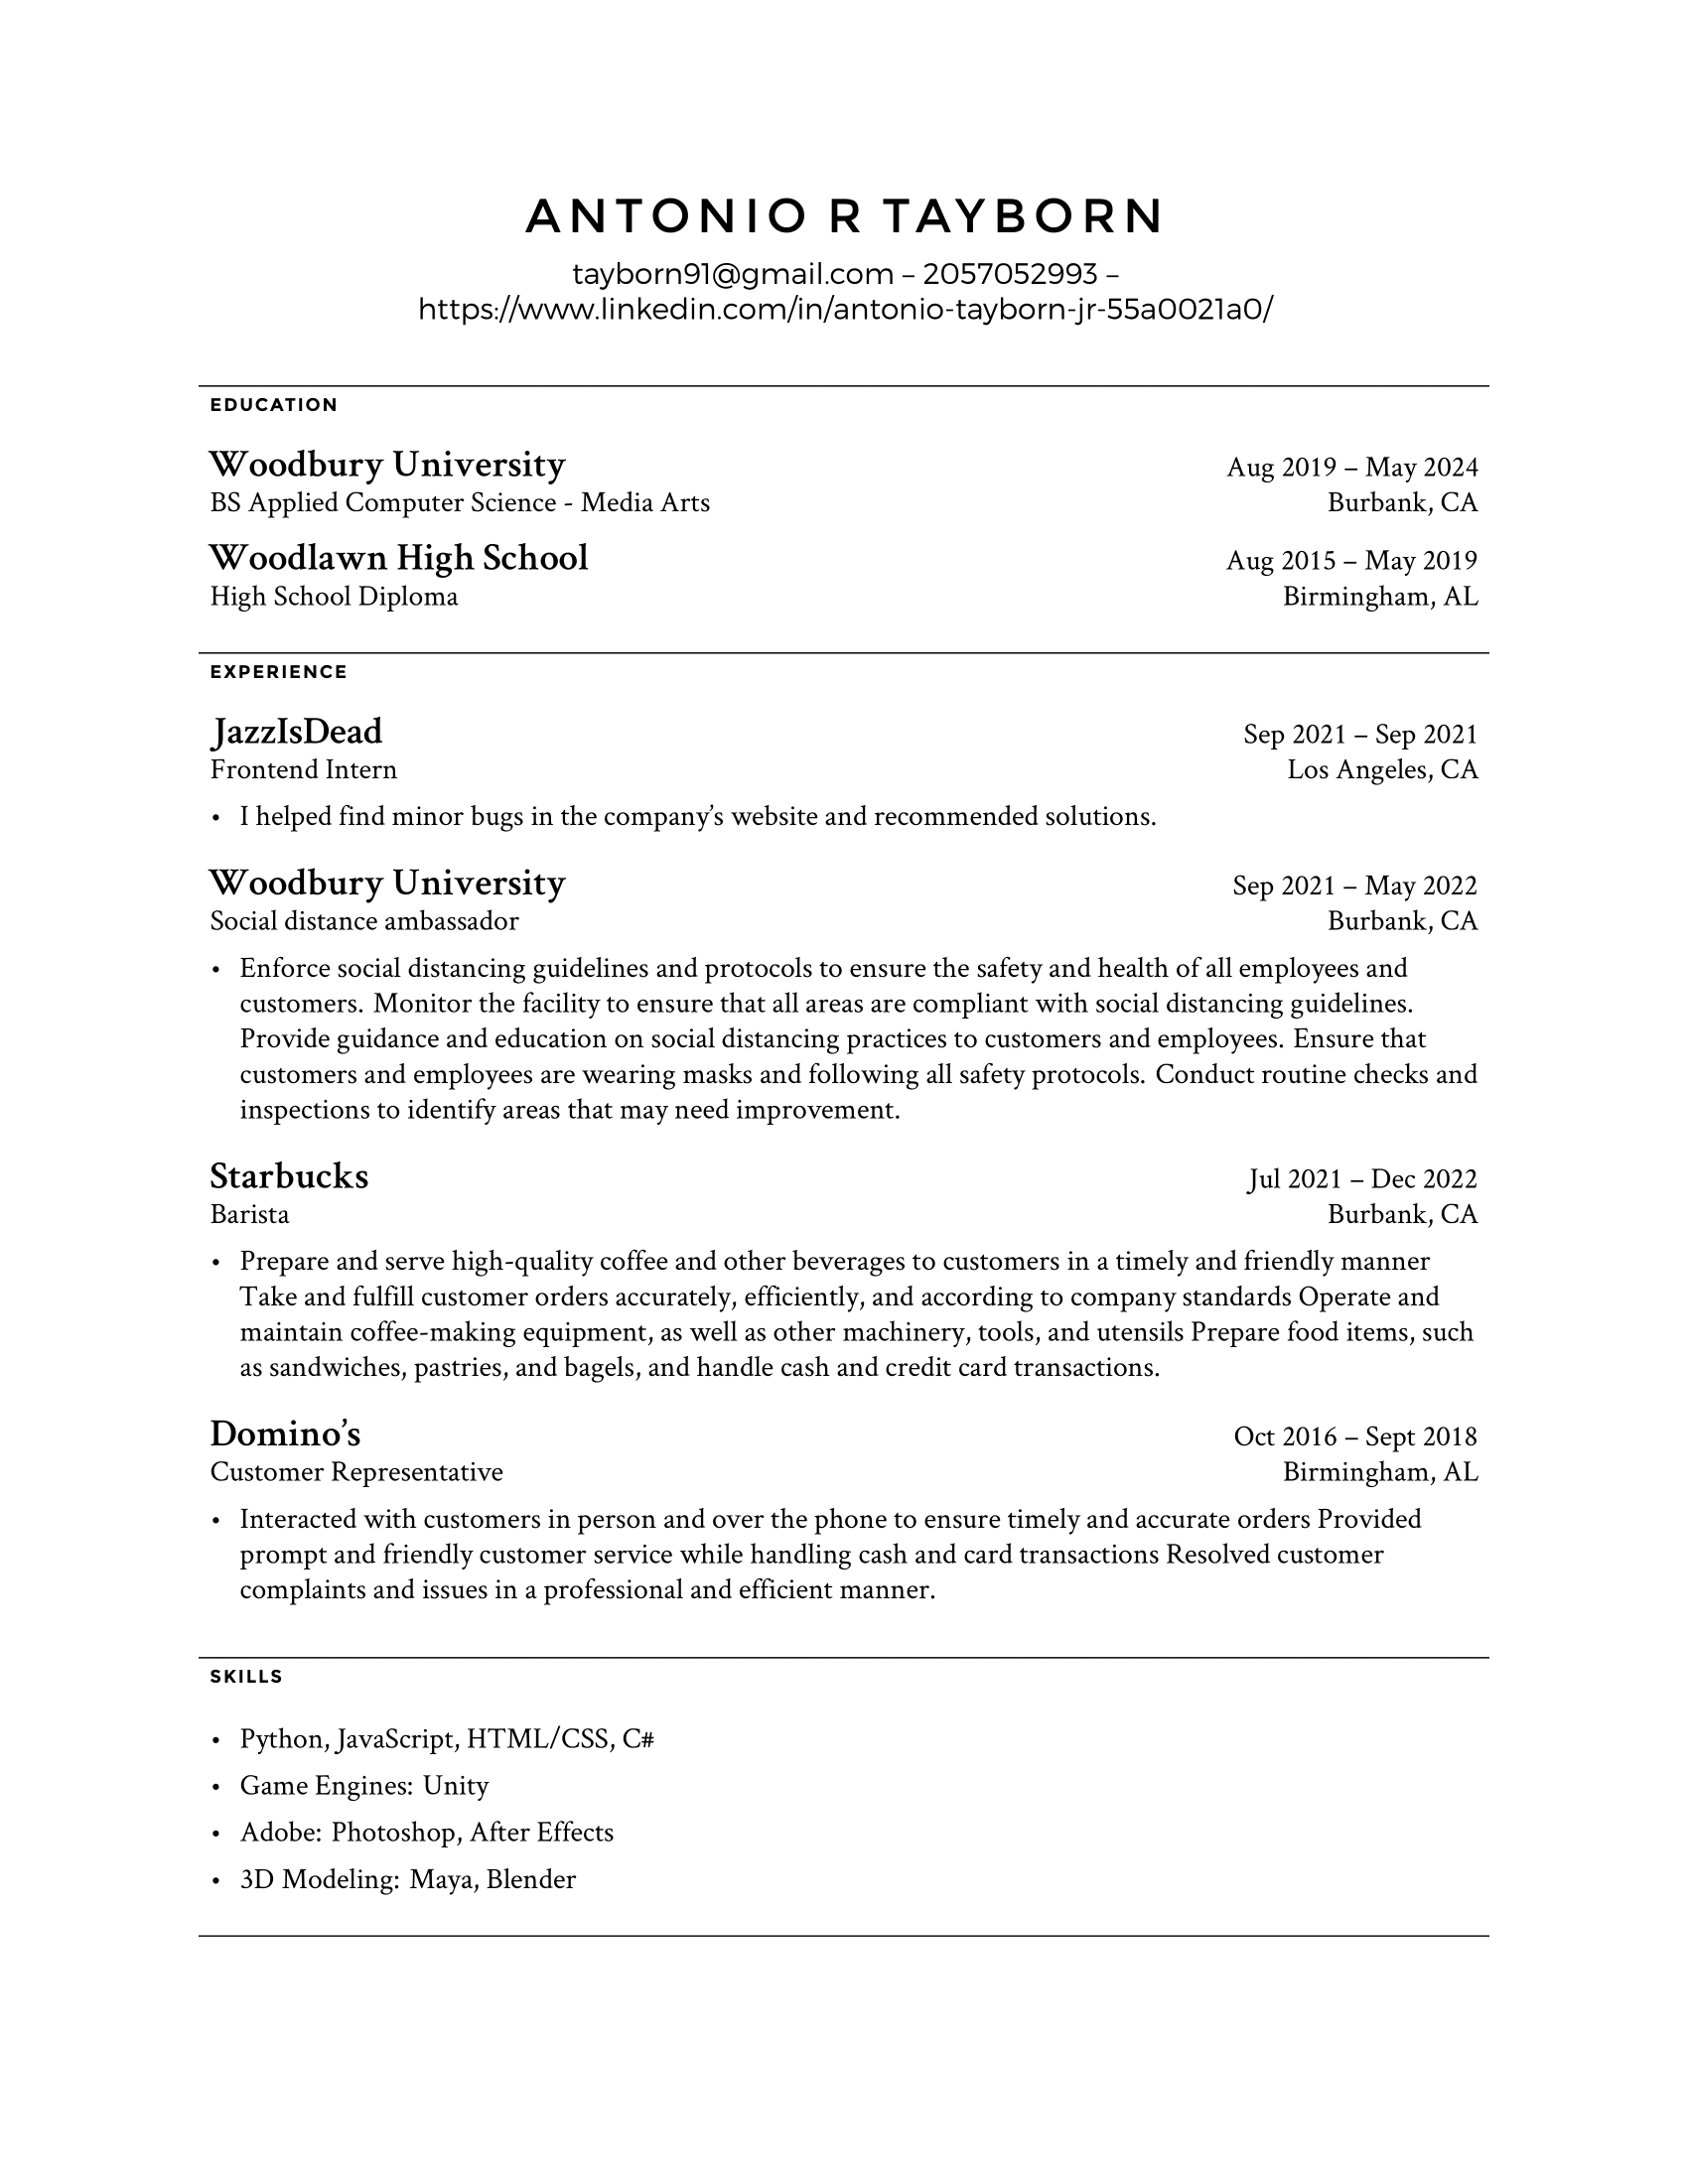 ANTONIO R TAYBORN
tayborn91@gmail.com – 2057052993 –
https://www.linkedin.com/in/antonio-tayborn-jr-55a0021a0/
EDUCATION
Woodbury University Aug 2019 – May 2024
BS Applied Computer Science - Media Arts Burbank, CA
Woodlawn High School Aug 2015 – May 2019
High School Diploma Birmingham, AL
EXPERIENCE
JazzIsDead Sep 2021 – Sep 2021
Frontend Intern Los Angeles, CA
• I helped find minor bugs in the company’s website and recommended solutions.
Woodbury University Sep 2021 – May 2022
Social distance ambassador Burbank, CA
• Enforce social distancing guidelines and protocols to ensure the safety and health of all employees and
customers. Monitor the facility to ensure that all areas are compliant with social distancing guidelines.
Provide guidance and education on social distancing practices to customers and employees. Ensure that
customers and employees are wearing masks and following all safety protocols. Conduct routine checks and
inspections to identify areas that may need improvement.
Starbucks Jul 2021 – Dec 2022
Barista Burbank, CA
• Prepare and serve high-quality coffee and other beverages to customers in a timely and friendly manner
Take and fulfill customer orders accurately, efficiently, and according to company standards Operate and
maintain coffee-making equipment, as well as other machinery, tools, and utensils Prepare food items, such
as sandwiches, pastries, and bagels, and handle cash and credit card transactions.
Domino’s Oct 2016 – Sept 2018
Customer Representative Birmingham, AL
• Interacted with customers in person and over the phone to ensure timely and accurate orders Provided
prompt and friendly customer service while handling cash and card transactions Resolved customer
complaints and issues in a professional and efficient manner.
SKILLS
• Python, JavaScript, HTML/CSS, C#
• Game Engines: Unity
• Adobe: Photoshop, After Effects
• 3D Modeling: Maya, Blender